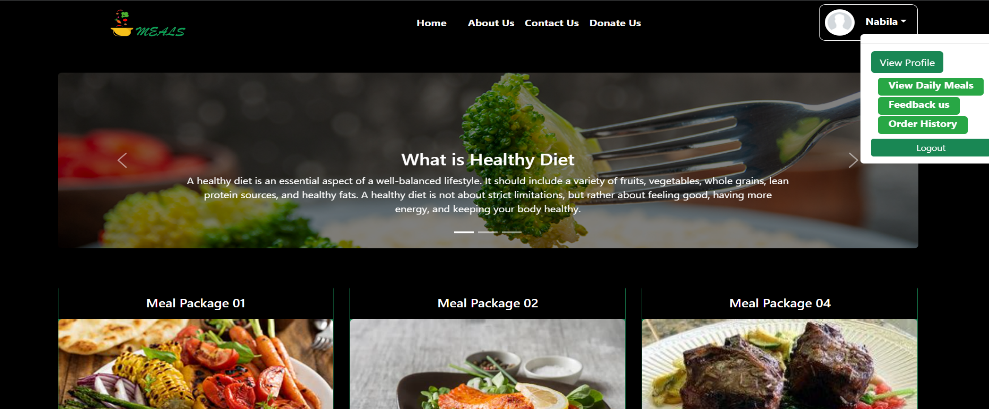 MEALS
Home About Us Contact Us Donate Us
Nabila
View Profile
View Daily Meals
Feedback us
Order History
Logout
What is Healthy Diet
A healthy diet is an essential aspect of a well-balanced lifestyle. It should include a variety of fruits, vegetables, whole grains, lean
protein sources, and healthy fats. A healthy diet is not about strict limitations, but rather about feeling good, having more
energy, and keeping your body healthy.
Meal Package 01
Meal Package 02
Meal Package 04